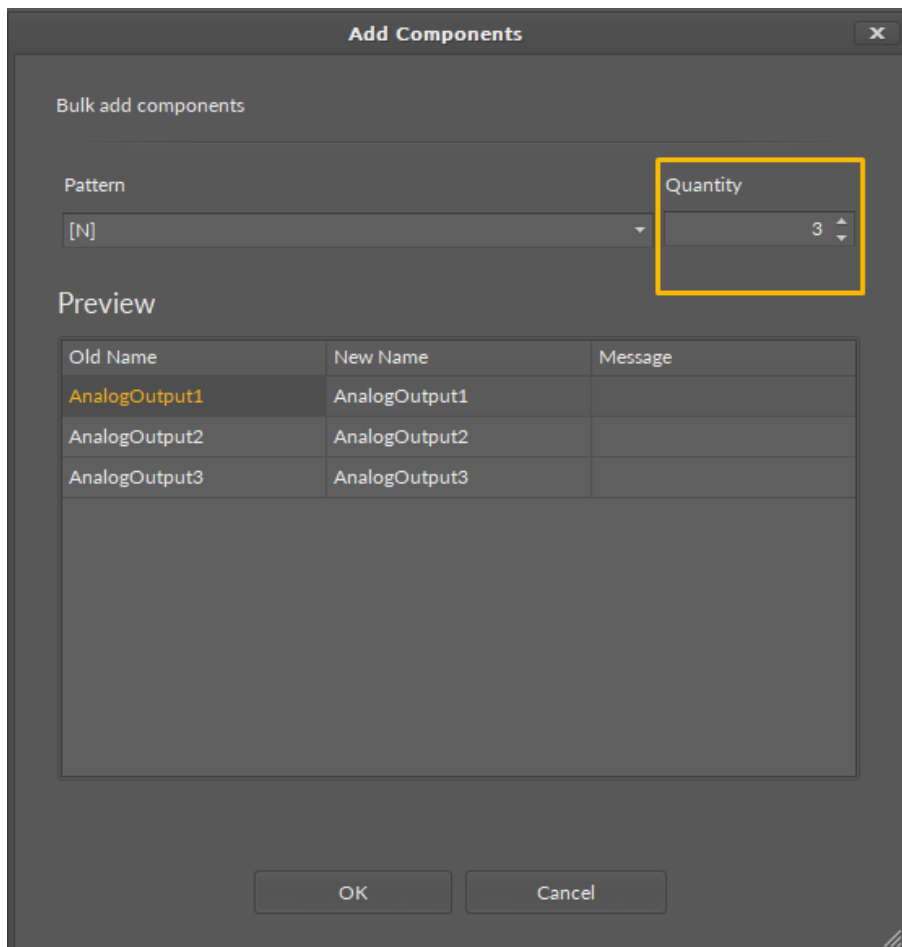 Add Components
Bulk add components
Pattern Quantity
[N] 3
Preview
Old Name New Name Message
AnalogOutput1 AnalogOutput1
AnalogOutput2 AnalogOutput2
AnalogOutput3 AnalogOutput3
OK Cancel